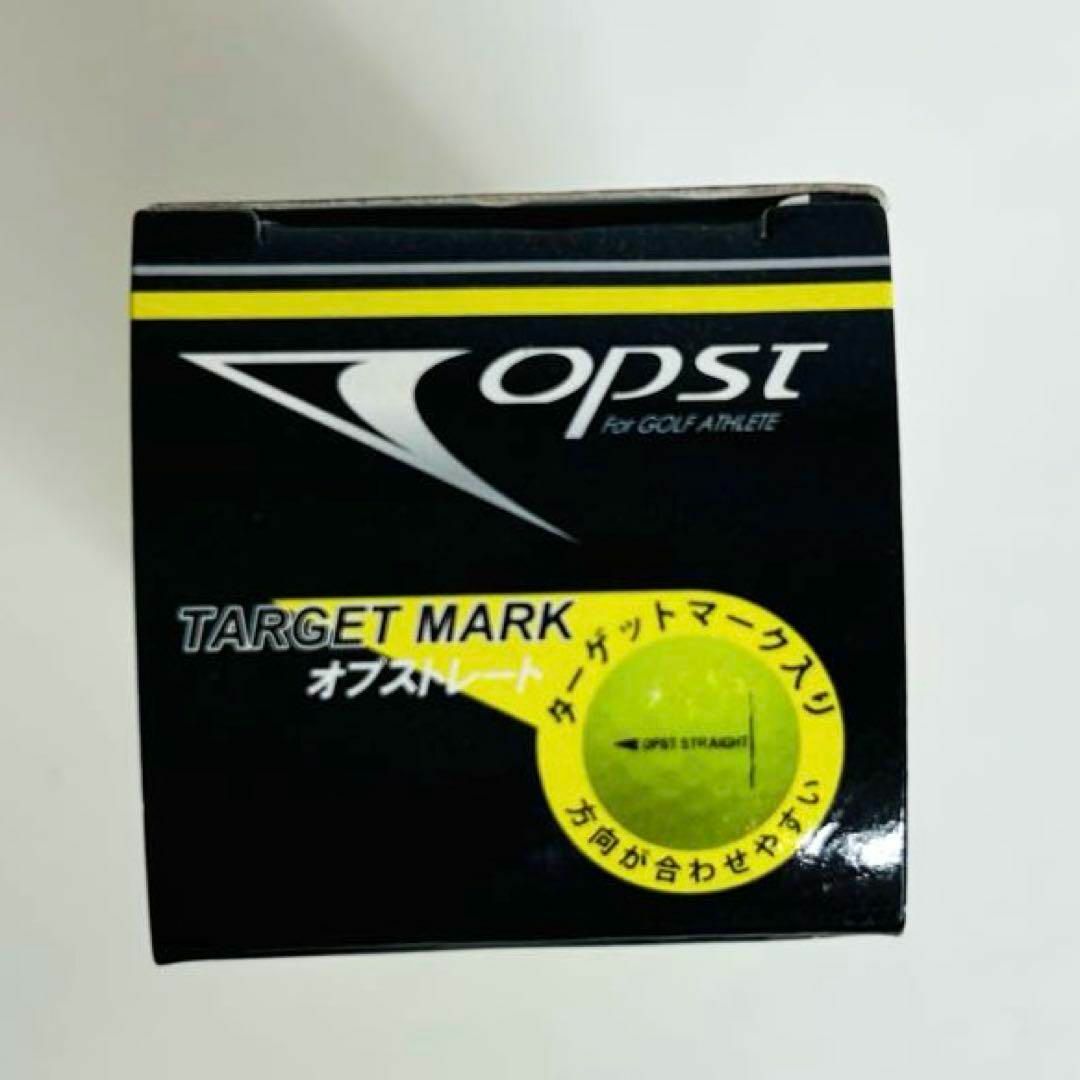 OPST
For GOLF ATHLETE
TARGET MARK
オプストレート
ターゲットマーク入り
OPST STRAIGHT
方向が合わせやすい